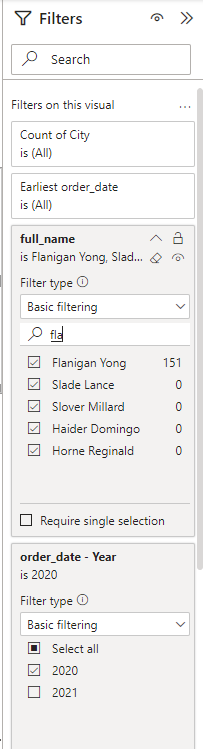 Filters
Search
Filters on this visual
...
Count of City
is (All)
Earliest order_date
is (All)
full_name
is Flanigan Yong, Slad...
Filter type
Basic filtering
fla
Flanigan Yong 151
Slade Lance 0
Slover Millard 0
Haider Domingo 0
Horne Reginald 0
Require single selection
order_date - Year
is 2020
Filter type
Basic filtering
Select all
2020
2021